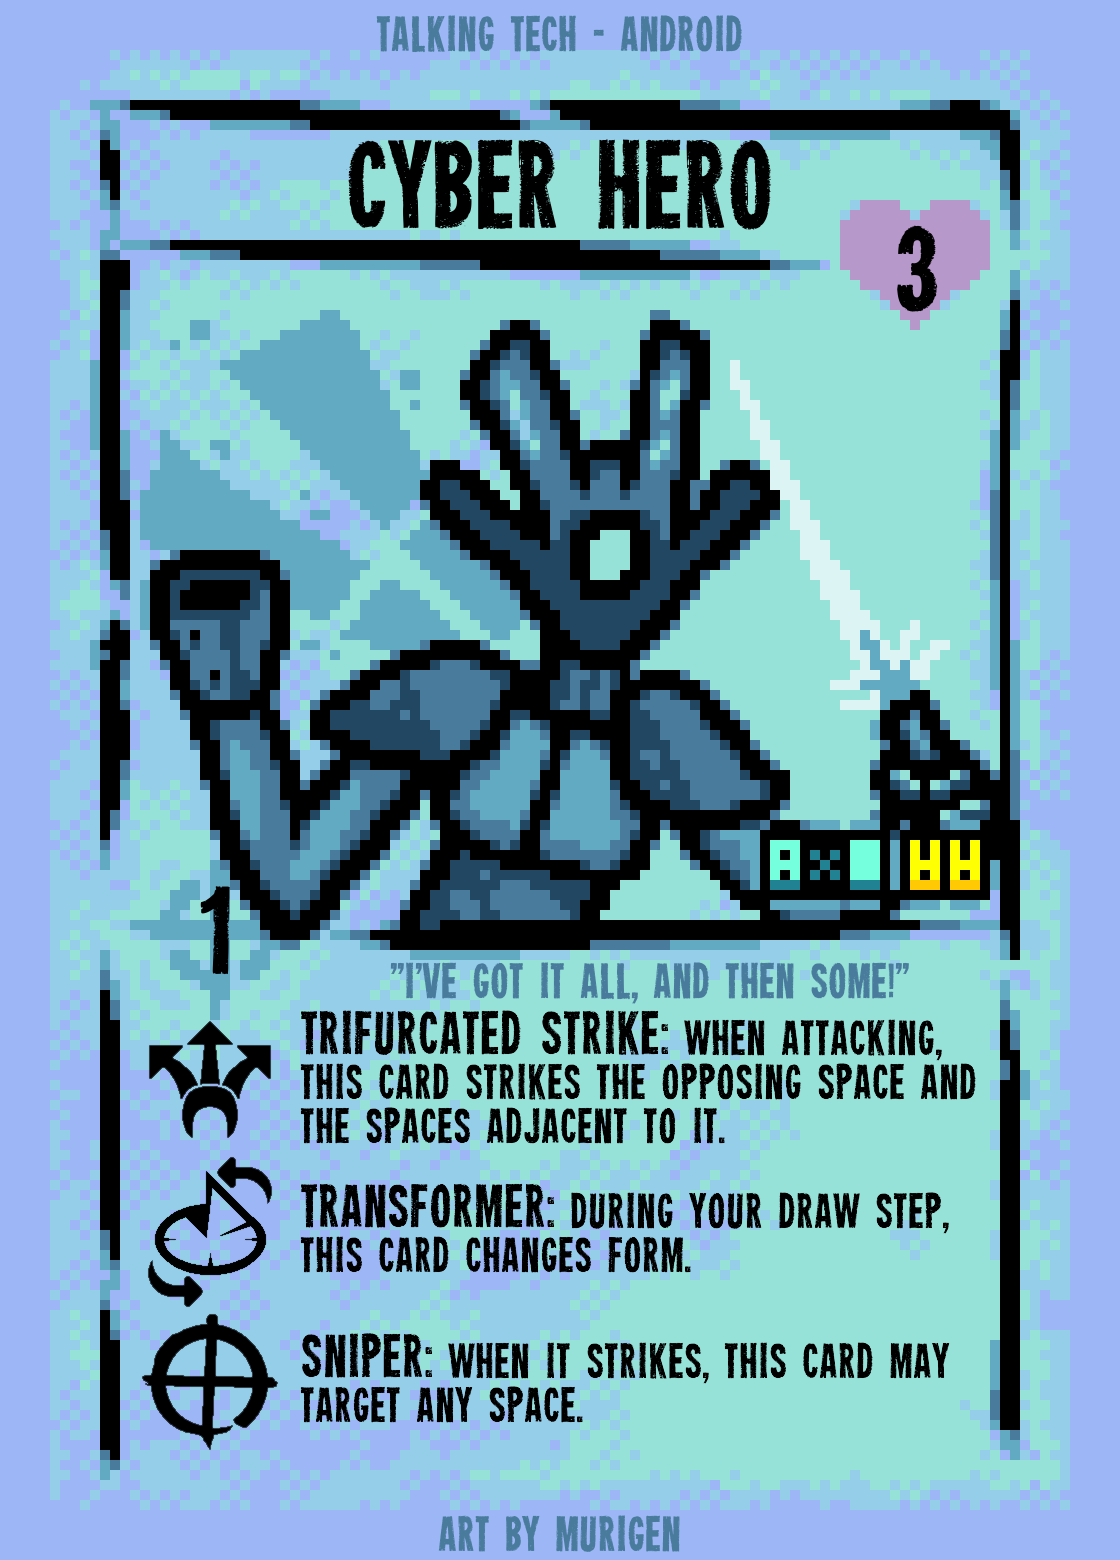 TALKING TECH - ANDROID
CYBER HERO
3
1
"I'VE GOT IT ALL, AND THEN SOME!"
TRIFURCATED STRIKE: WHEN ATTACKING,
THIS CARD STRIKES THE OPPOSING SPACE AND
THE SPACES ADJACENT TO IT.
TRANSFORMER: DURING YOUR DRAW STEP,
THIS CARD CHANGES FORM.
SNIPER: WHEN IT STRIKES, THIS CARD MAY
TARGET ANY SPACE.
ART BY MURIGEN